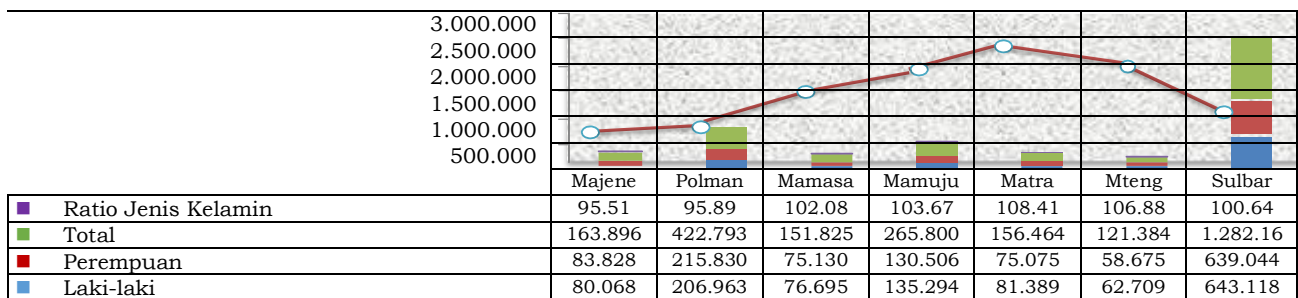 3.000.000
2.500.000
2.000.000
1.500.000
1.000.000
500.000
Majene Polman Mamasa Mamuju Matra Mteng Sulbar
Ratio Jenis Kelamin 95.51 95.89 102.08 103.67 108.41 106.88 100.64
Total 163.896 422.793 151.825 265.800 156.464 121.384 1.282.16
Perempuan 83.828 215.830 75.130 130.506 75.075 58.675 639.044
Laki-laki 80.068 206.963 76.695 135.294 81.389 62.709 643.118